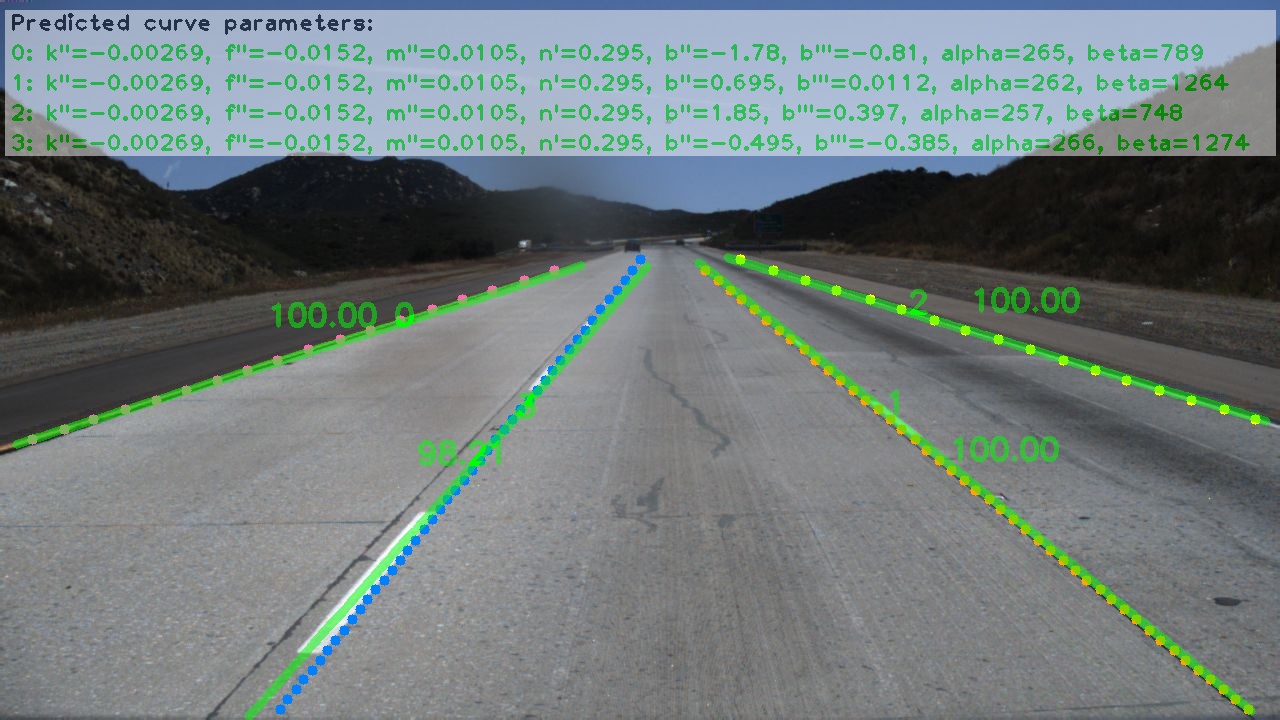 Predicted curve parameters:
0: k''=-0.00269, f''=-0.0152, m''=0.0105, n'=0.295, b''=-1.78, b'''=-0.81, alpha=265, beta=789
1: k''=-0.00269, f''=-0.0152, m''=0.0105, n'=0.295, b''=0.695, b'''=0.0112, alpha=262, beta=1264
2: k''=-0.00269, f''=-0.0152, m''=0.0105, n'=0.295, b''=1.85, b'''=0.397, alpha=257, beta=748
3: k''=-0.00269, f''=-0.0152, m''=0.0105, n'=0.295, b''=-0.495, b'''=-0.385, alpha=266, beta=1274
100.00 0
2 100.00
3
1
100.00